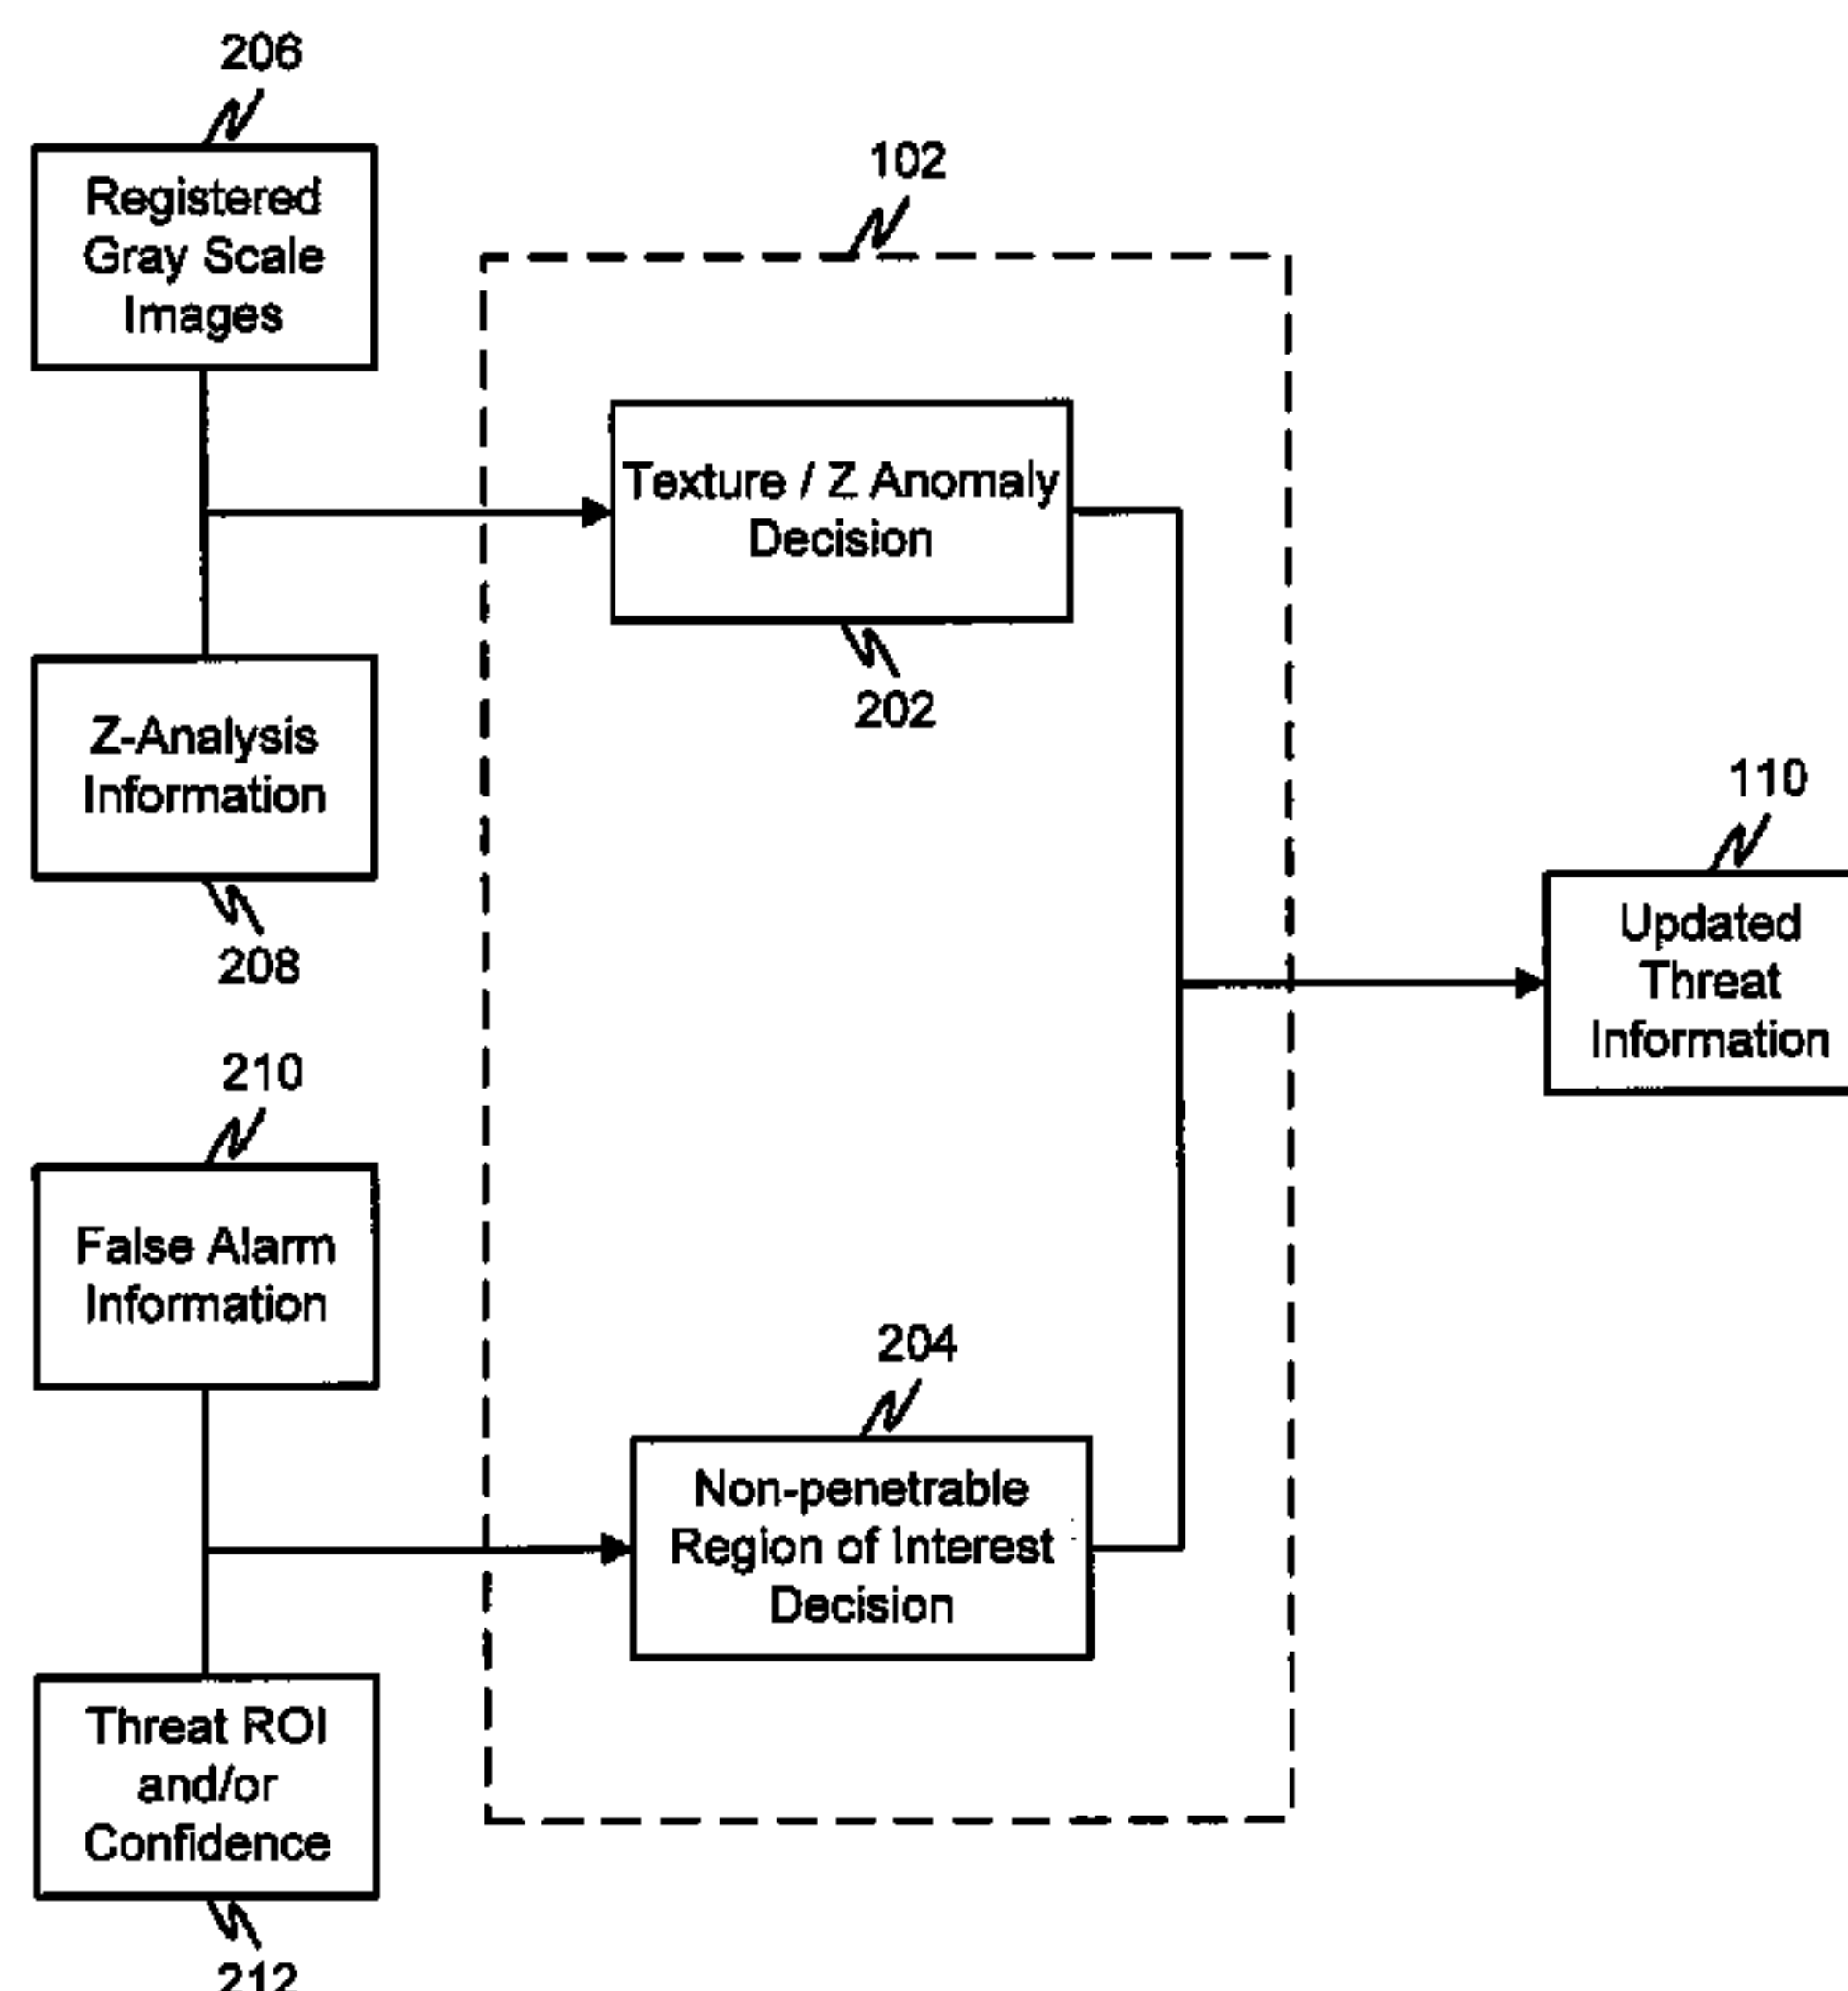 206
Registered
Gray Scale
Images
102
Texture / Z Anomaly
Decision
202
Z-Analysis
Information
208
110
Updated
Threat
Information
210
False Alarm
Information
204
Non-penetrable
Region of Interest
Decision
Threat ROI
and/or
Confidence
212